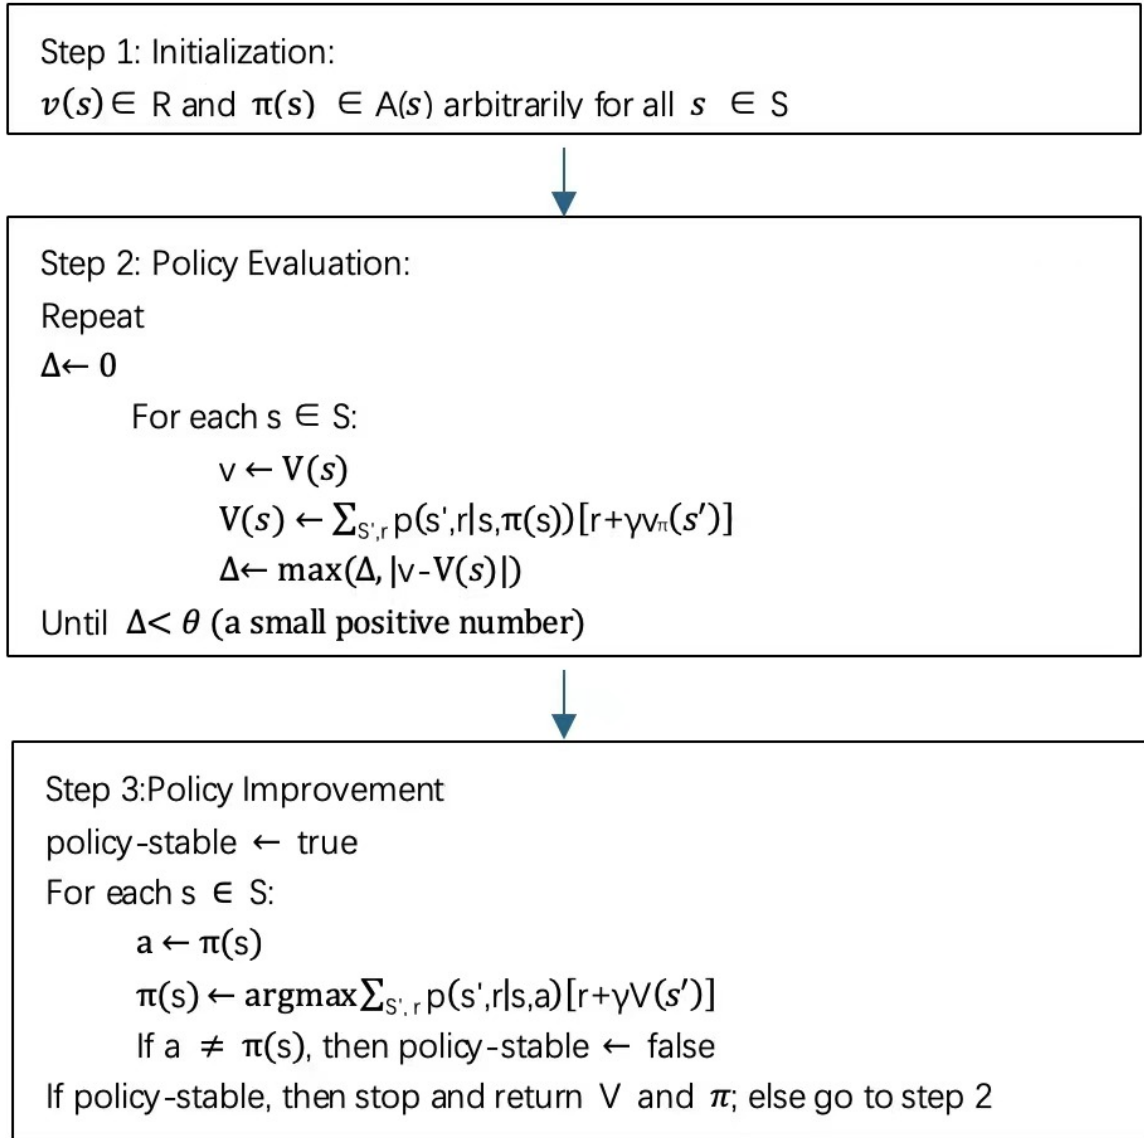 Step 1: Initialization:
v(s)∈ R and π(s) ∈ A(s) arbitrarily for all s ∈ S
Step 2: Policy Evaluation:
Repeat
Δ← 0
For each s ∈ S:
v ← V(s)
V(s) ← ∑S',r p(s',r|s,π(s))[r+γvπ(s′)]
Δ← max(Δ, |v-V(s)|)
Until Δ< θ (a small positive number)
Step 3:Policy Improvement
policy-stable ← true
For each s ∈ S:
a ← π(s)
π(s) ← argmax∑S',r p(s',r|s,a)[r+γV(s′)]
If a ≠ π(s), then policy-stable ← false
If policy-stable, then stop and return V and π; else go to step 2